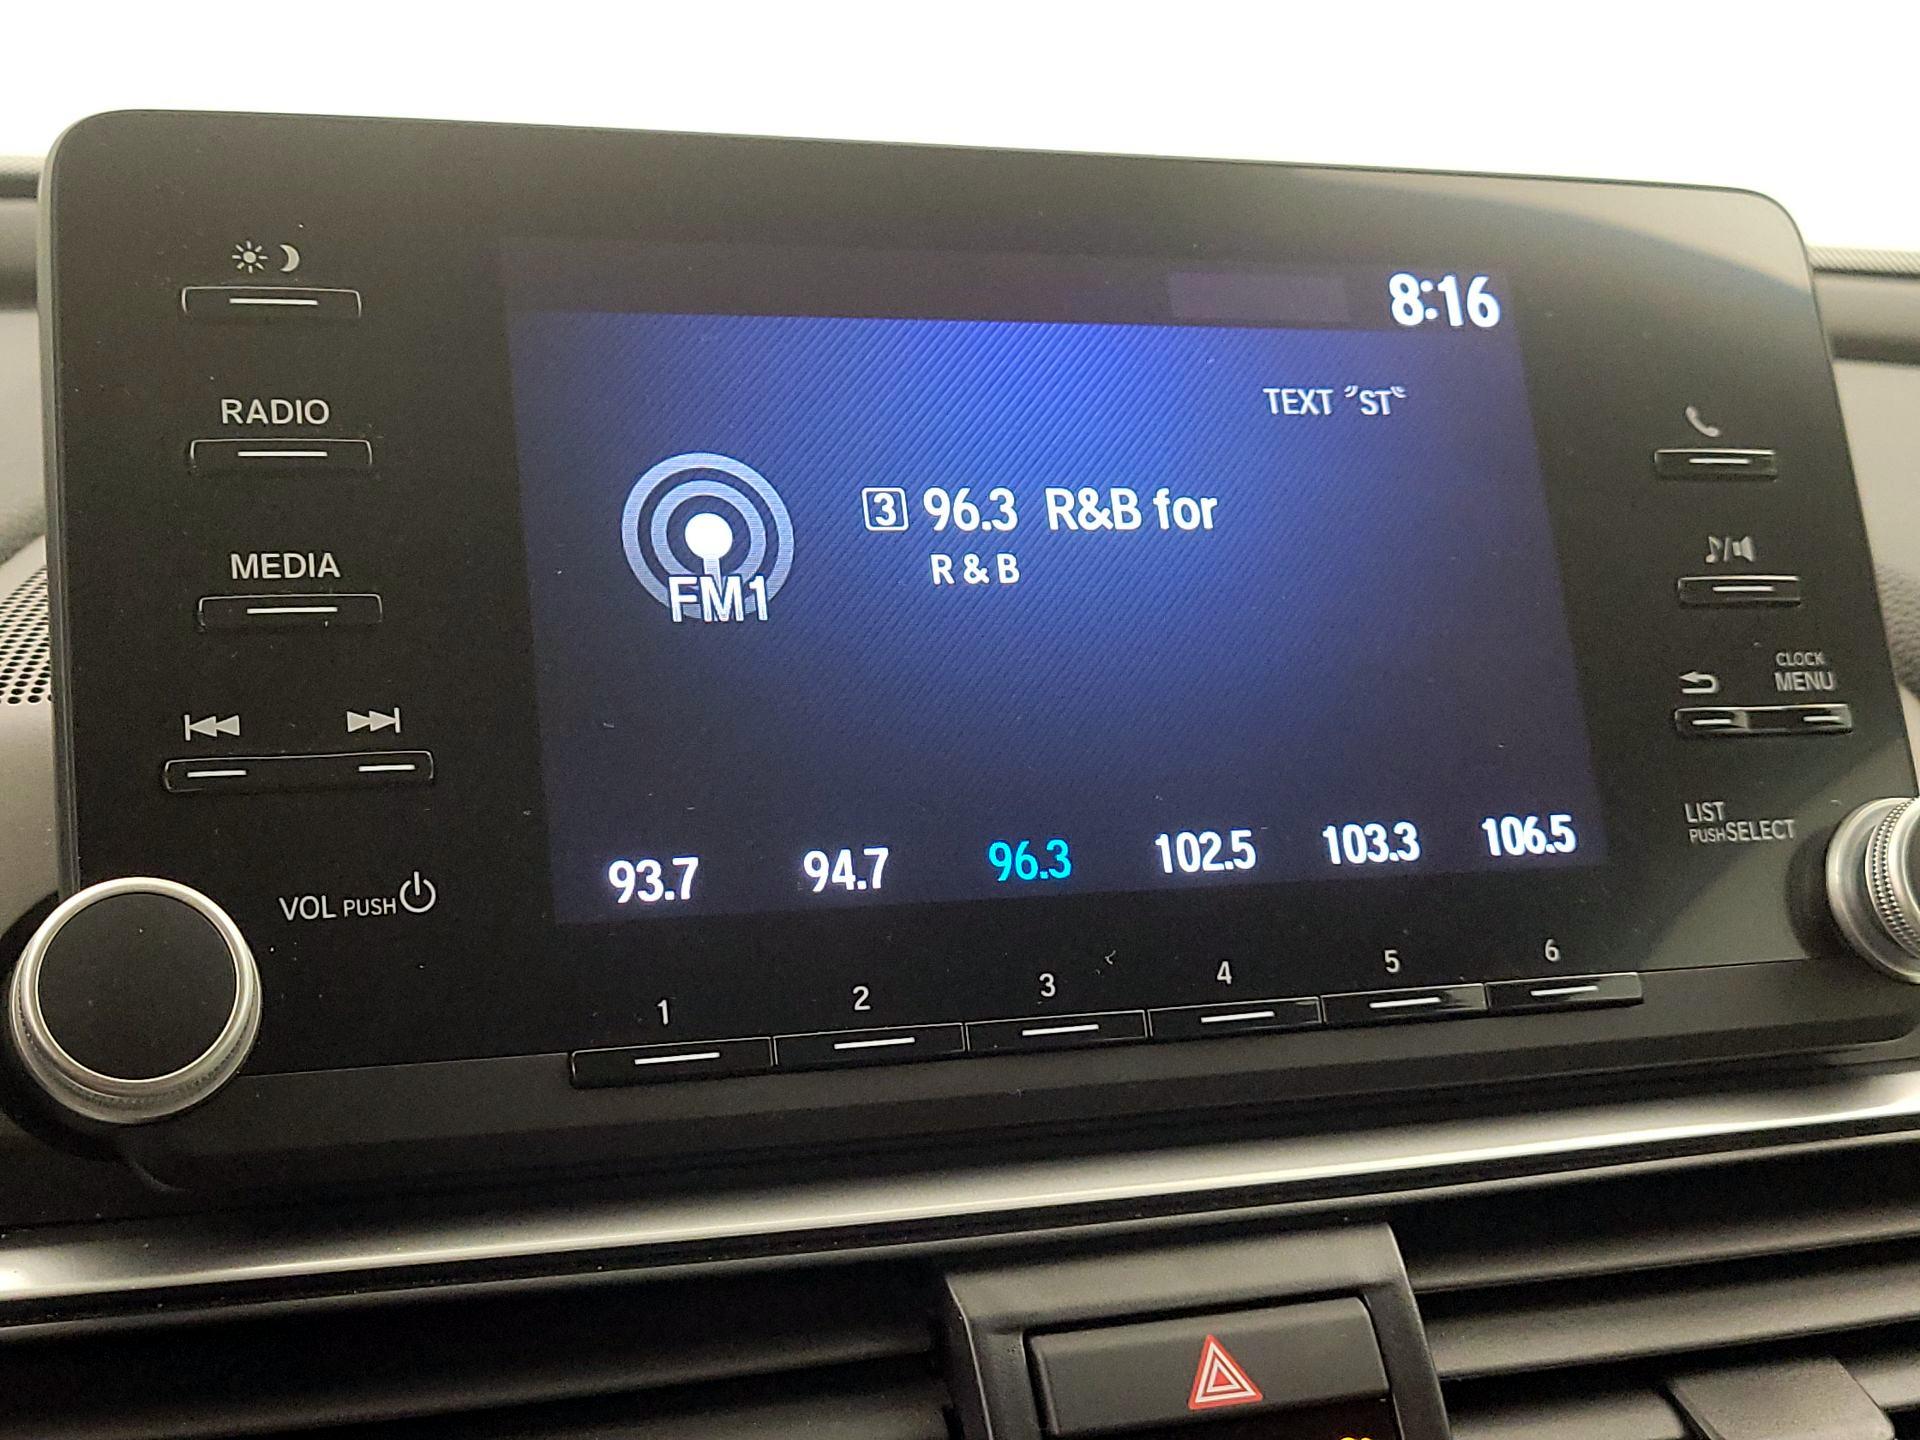 8:16
TEXT ST
3 96.3 R&B for
R & B
FM1
93.7 94.7 96.3 102.5 103.3 106.5
RADIO
MEDIA
VOL PUSH
CLOCK
MENU
LIST
PUSH SELECT
1 2 3 4 5 6